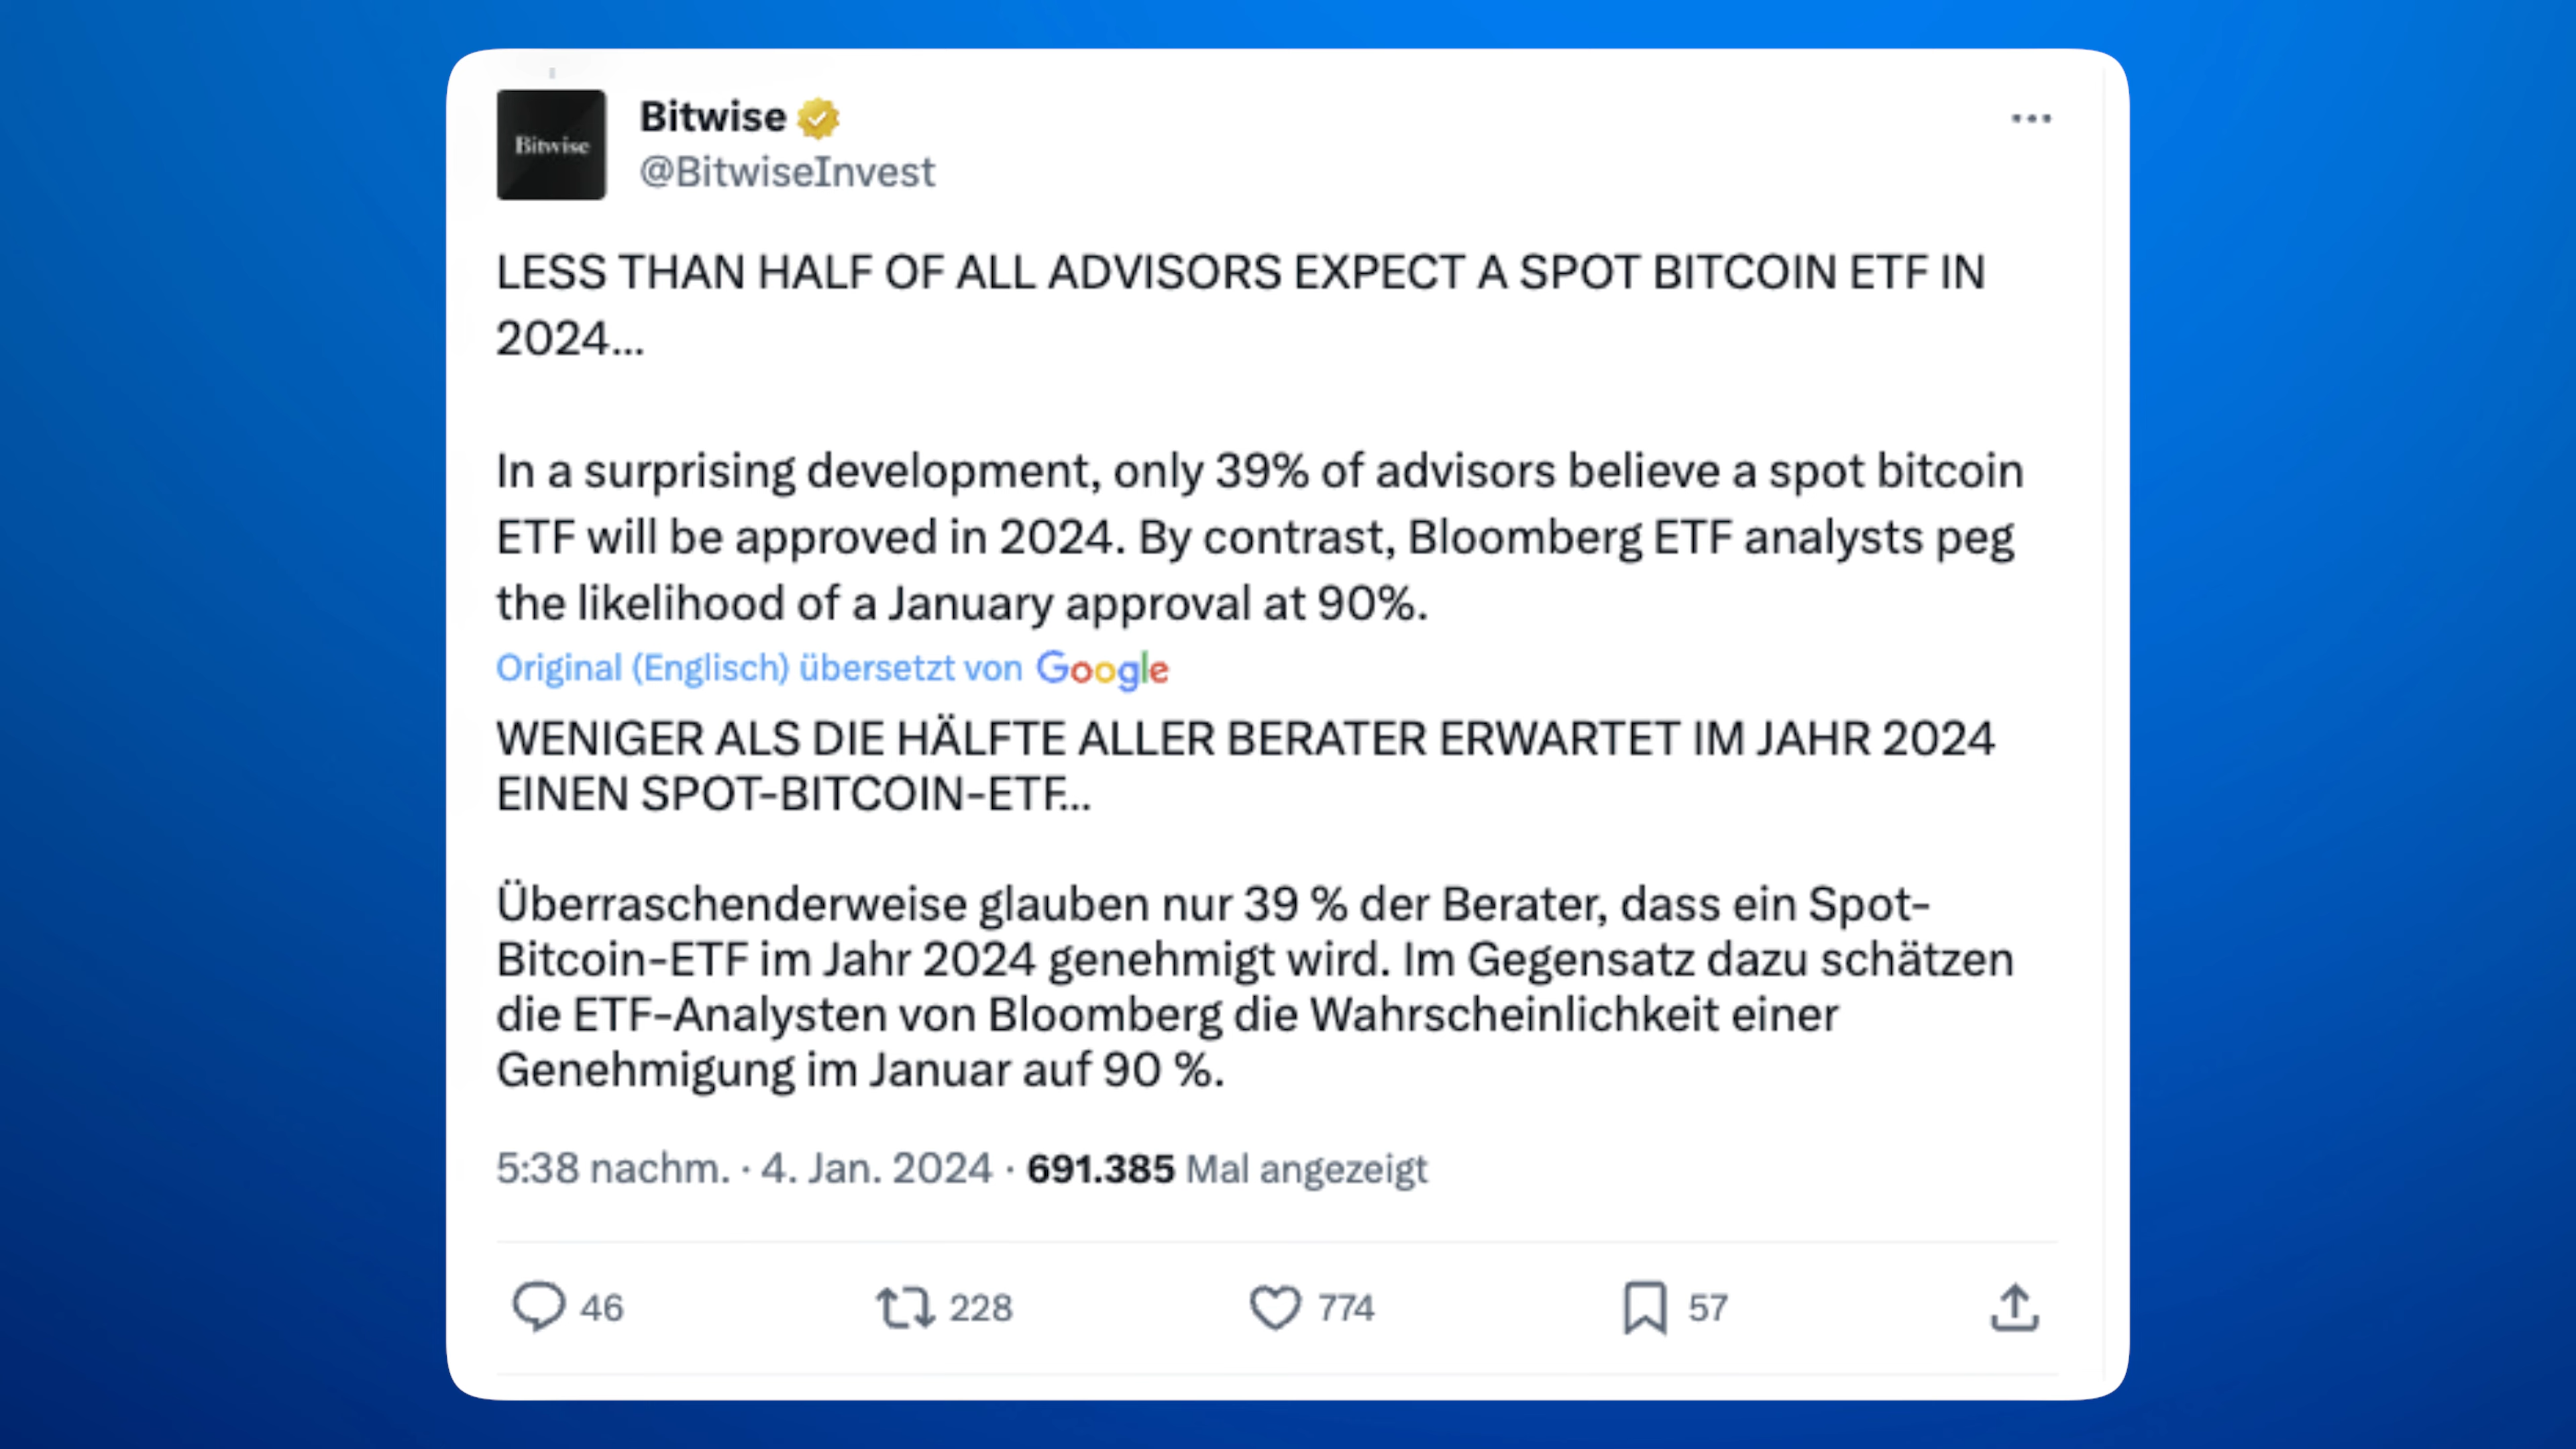 Bitwise
Bitwise
@BitwiseInvest
LESS THAN HALF OF ALL ADVISORS EXPECT A SPOT BITCOIN ETF IN
2024...
In a surprising development, only 39% of advisors believe a spot bitcoin
ETF will be approved in 2024. By contrast, Bloomberg ETF analysts peg
the likelihood of a January approval at 90%.
Original (Englisch) übersetzt von Google
WENIGER ALS DIE HÄLFTE ALLER BERATER ERWARTET IM JAHR 2024
EINEN SPOT-BITCOIN-ETF...
Überraschenderweise glauben nur 39 % der Berater, dass ein Spot-
Bitcoin-ETF im Jahr 2024 genehmigt wird. Im Gegensatz dazu schätzen
die ETF-Analysten von Bloomberg die Wahrscheinlichkeit einer
Genehmigung im Januar auf 90 %.
5:38 nachm. · 4. Jan. 2024 · 691.385 Mal angezeigt
46 228 774 57